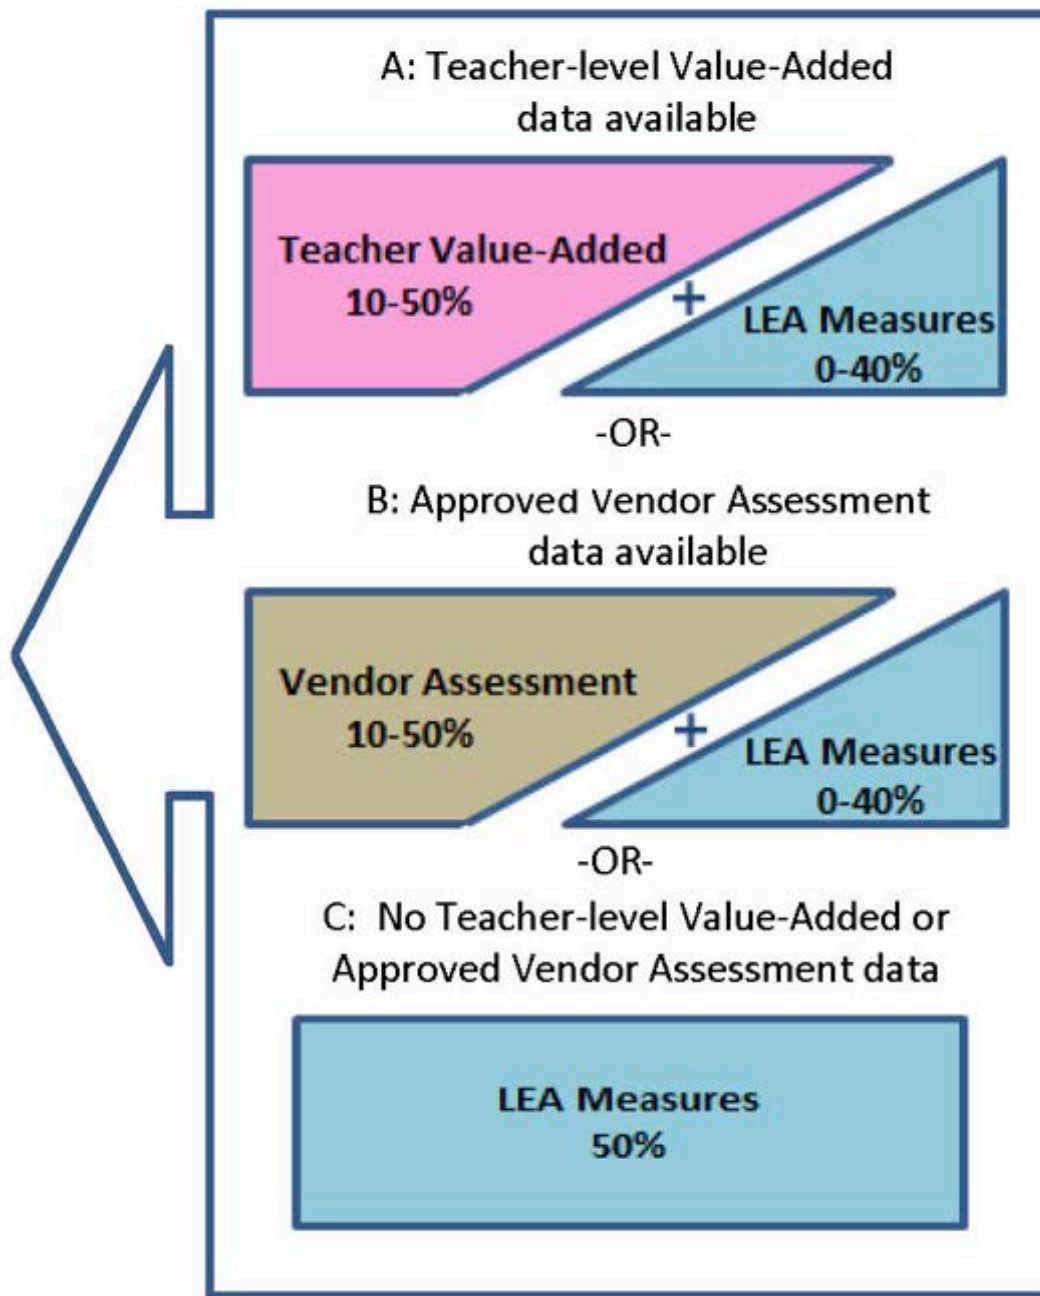 A: Teacher-level Value-Added
data available
Teacher Value-Added
10-50%
+
LEA Measures
0-40%
-OR-
B: Approved Vendor Assessment
data available
Vendor Assessment
10-50%
+
LEA Measures
0-40%
-OR-
C:  No Teacher-level Value-Added or
Approved Vendor Assessment data
LEA Measures
50%